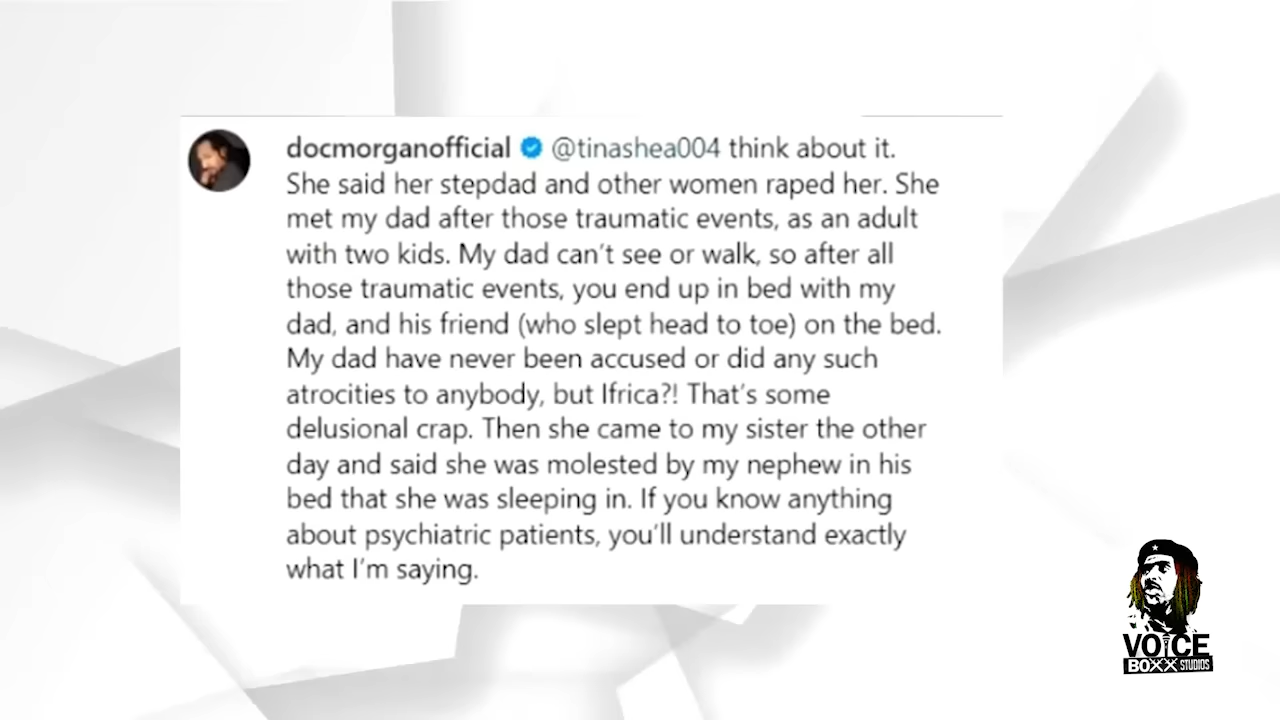 docmorganofficial @tinashea004 think about it.
She said her stepdad and other women raped her. She
met my dad after those traumatic events, as an adult
with two kids. My dad can't see or walk, so after all
those traumatic events, you end up in bed with my
dad, and his friend (who slept head to toe) on the bed.
My dad have never been accused or did any such
atrocities to anybody, but Ifrica?! That's some
delusional crap. Then she came to my sister the other
day and said she was molested by my nephew in his
bed that she was sleeping in. If you know anything
about psychiatric patients, you'll understand exactly
what I'm saying.
VOICE
BOXX STUDIOS